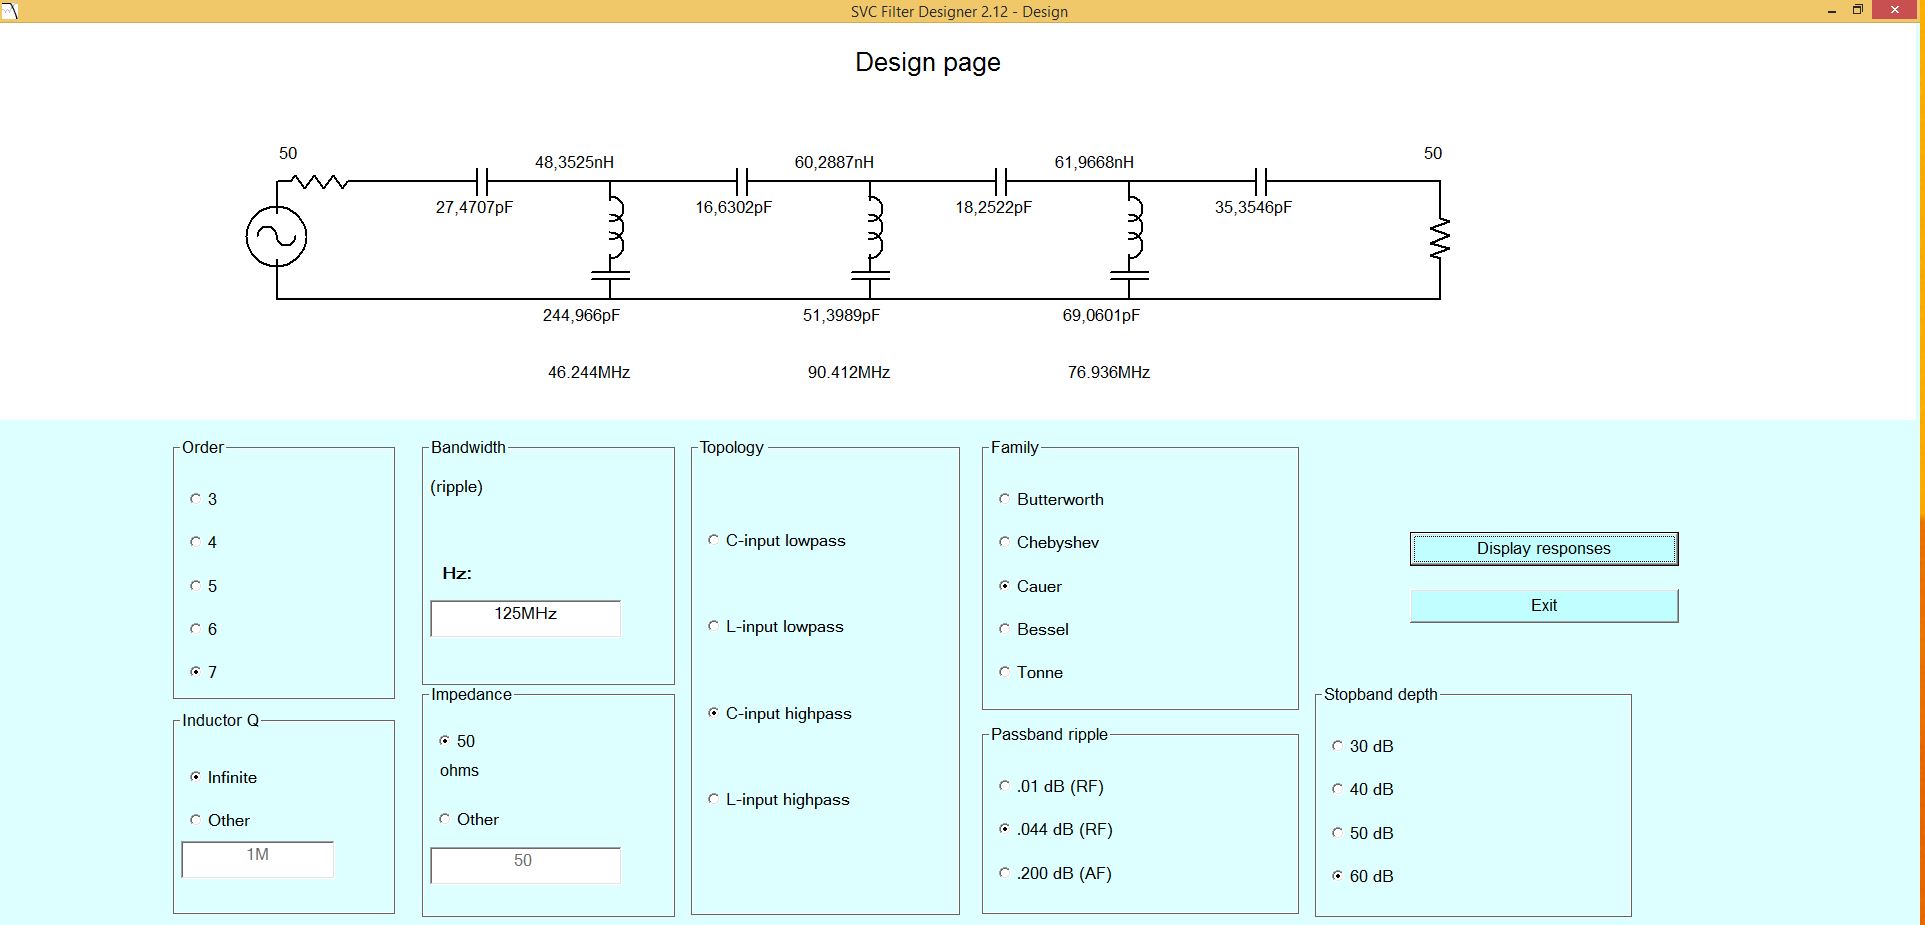 SVC Filter Designer 2.12 - Design
Design page
50
48,3525nH
60,2887nH
61,9668nH
50
27,4707pF
16,6302pF
18,2522pF
35,3546pF
244,966pF
51,3989pF
69,0601pF
46.244MHz
90.412MHz
76.936MHz
Order
3
4
5
6
7
Inductor Q
Infinite
Other
1M
Bandwidth
(ripple)
Hz:
125MHz
Impedance
50
ohms
Other
50
Topology
C-input lowpass
L-input lowpass
C-input highpass
L-input highpass
Family
Butterworth
Chebyshev
Cauer
Bessel
Tonne
Passband ripple
.01 dB (RF)
.044 dB (RF)
.200 dB (AF)
Display responses
Exit
Stopband depth
30 dB
40 dB
50 dB
60 dB